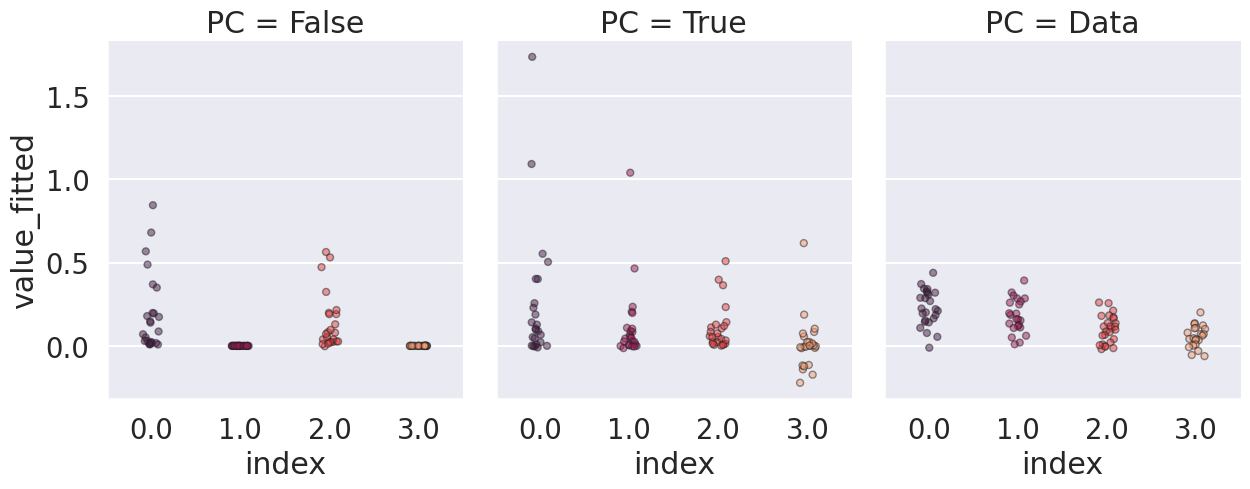 PC = False PC = True PC = Data
value_fitted
1.5
1.0
0.5
0.0
0.0 1.0 2.0 3.0 0.0 1.0 2.0 3.0 0.0 1.0 2.0 3.0
index index index